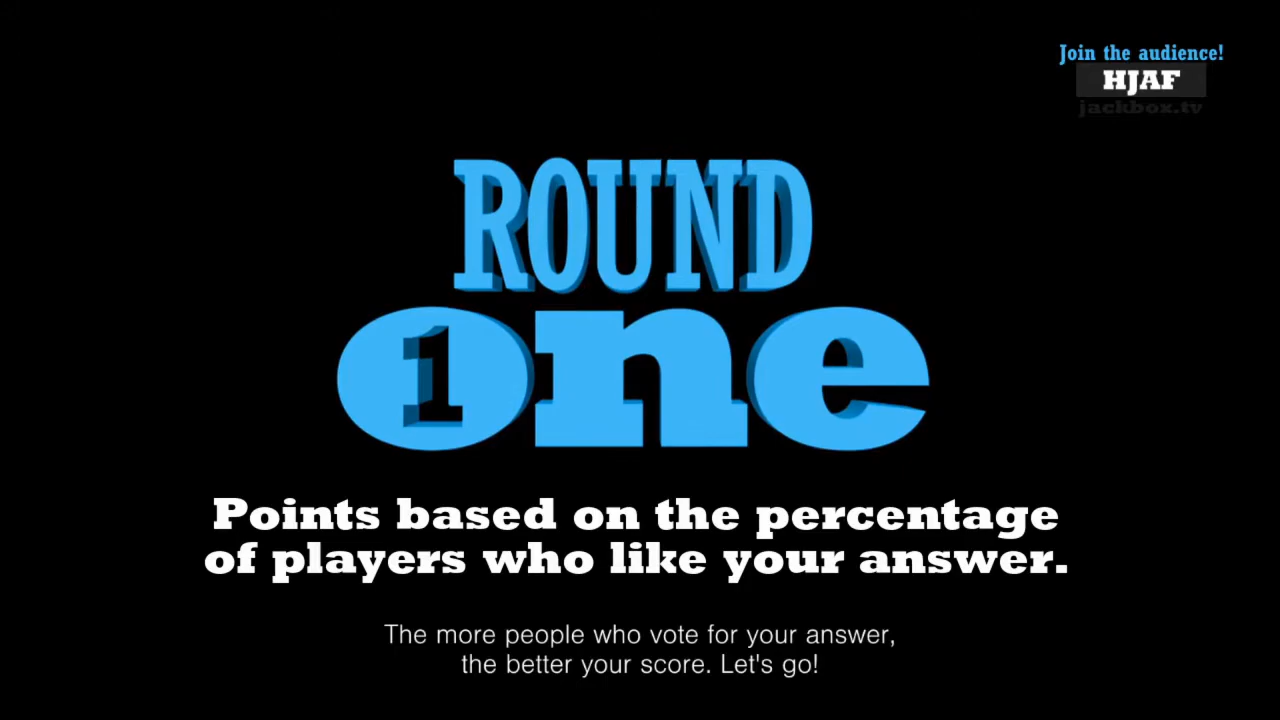 Join the audience!
HJAF
jackbox.tv
ROUND
One
1
Points based on the percentage
of players who like your answer.
The more people who vote for your answer,
the better your score. Let's go!